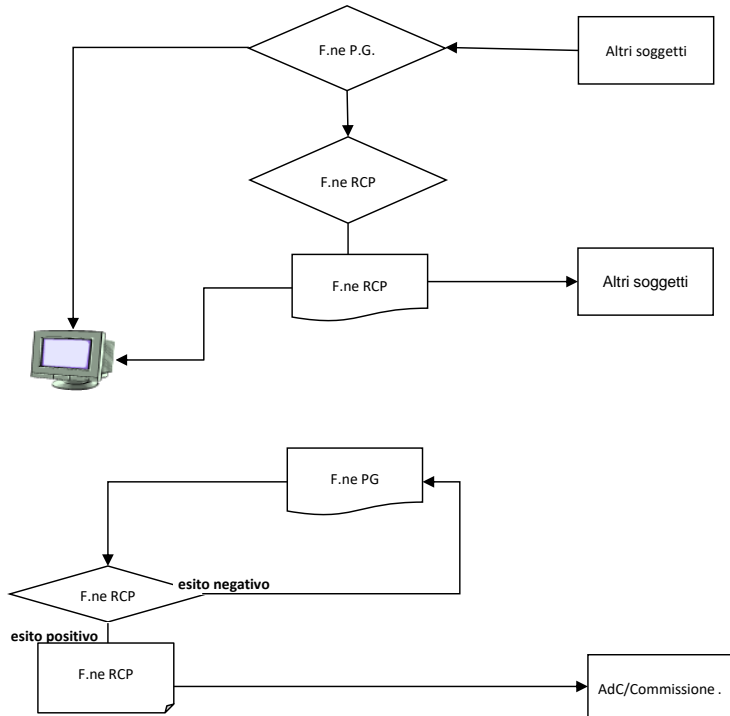 F.ne P.G.
Altri soggetti
F.ne RCP
F.ne RCP
Altri soggetti
F.ne PG
F.ne RCP
esito negativo
esito positivo
F.ne RCP
AdC/Commissione .